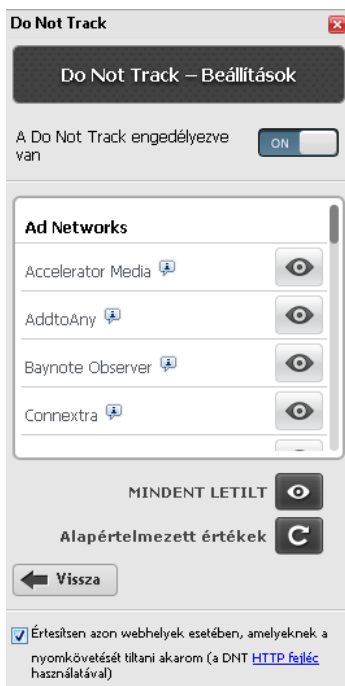 Do Not Track
Do Not Track – Beállítások
A Do Not Track engedélyezve
van
ON
Ad Networks
Accelerator Media
AddtoAny
Baynote Observer
Connextra
MINDENT LETILT
Alapértelmezett értékek
Vissza
Értesítsen azon webhelyek esetében, amelyeknek a
nyomkövetését tiltani akarom (a DNT HTTP fejléc
használatával)